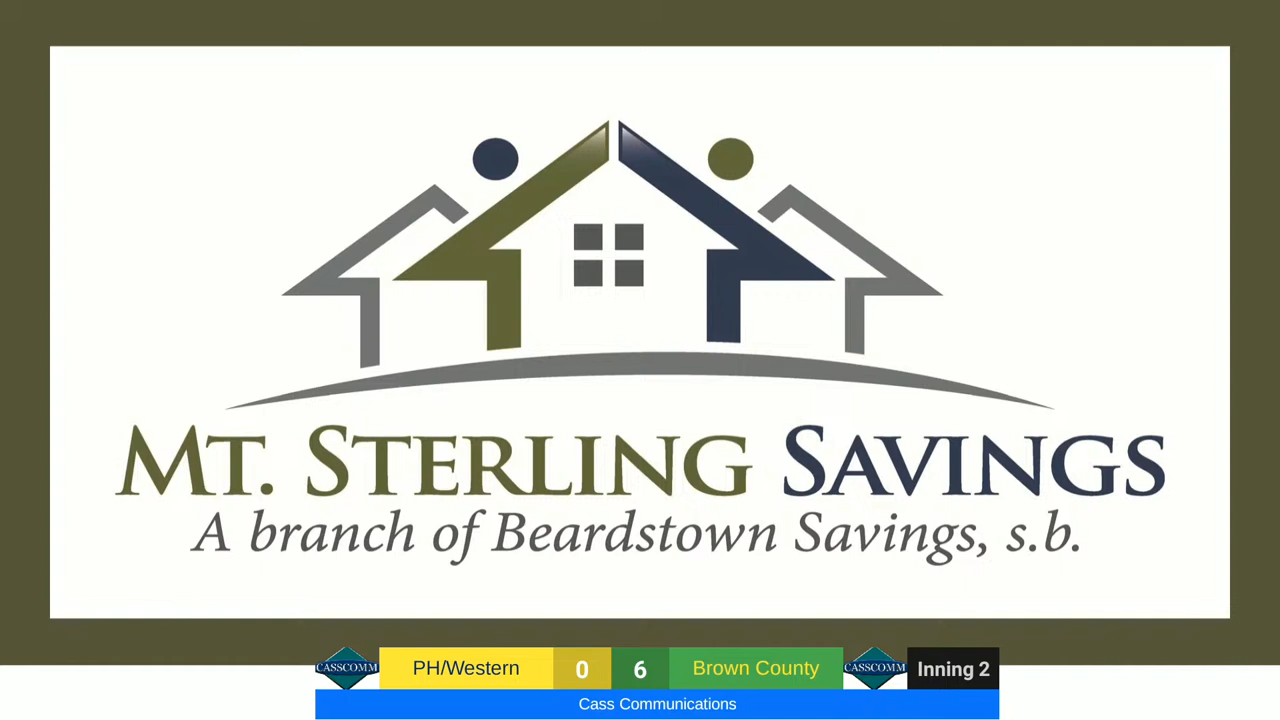 MT. STERLING SAVINGS
A branch of Beardstown Savings, s.b.
CASSCOMM PH/Western 0 6 Brown County CASSCOMM Inning 2
Cass Communications